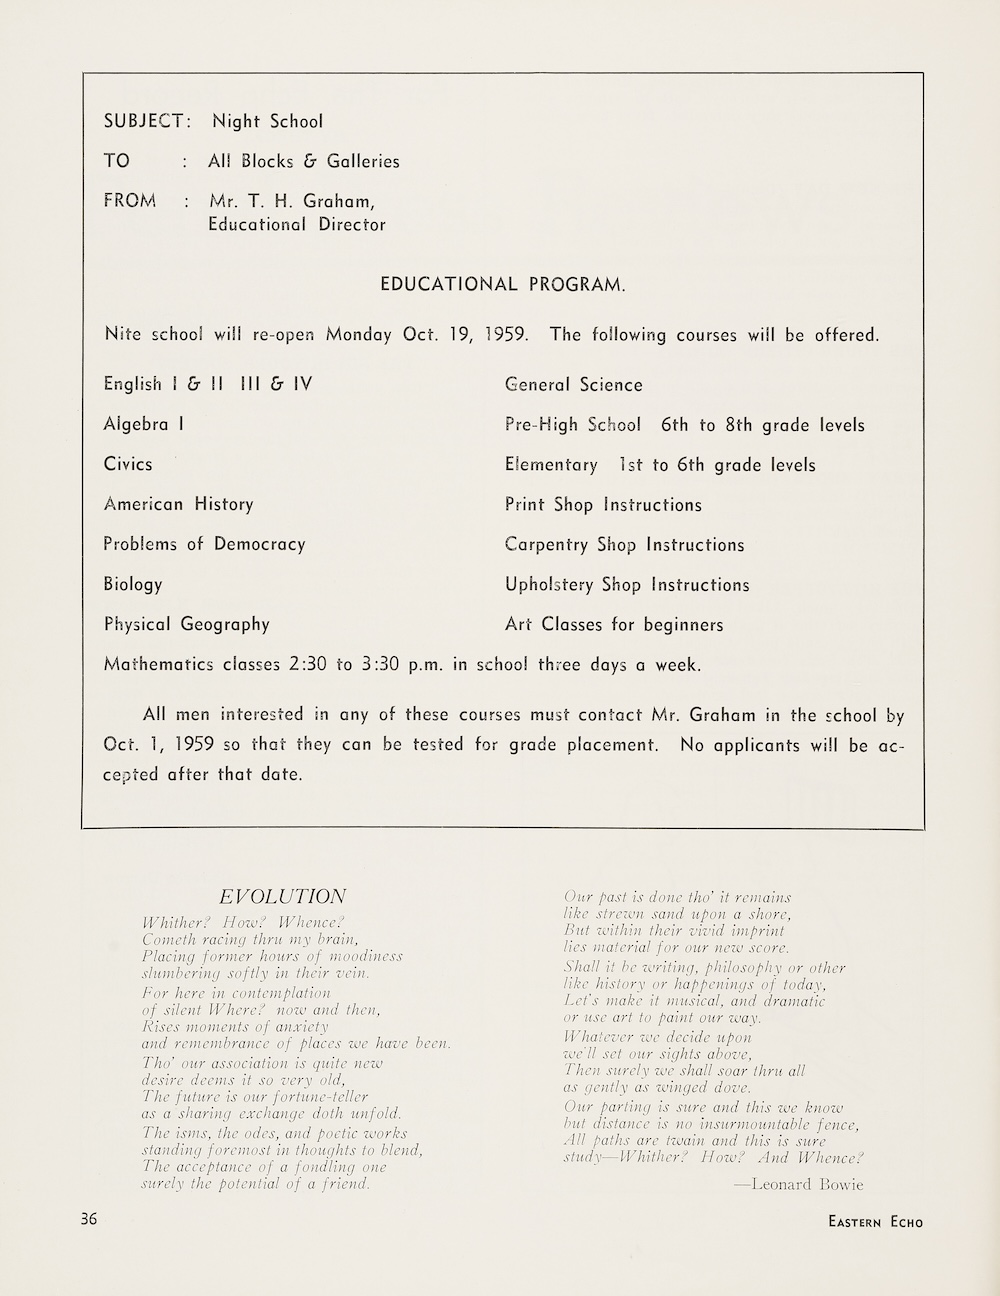 SUBJECT: Night School
TO : All Blocks & Galleries
FROM : Mr. T. H. Graham,
Educational Director
EDUCATIONAL PROGRAM.
Nite school will re-open Monday Oct. 19, 1959. The following courses will be offered.
English I & II III & IV
Algebra I
Civics
American History
Problems of Democracy
Biology
Physical Geography
General Science
Pre-High School 6th to 8th grade levels
Elementary 1st to 6th grade levels
Print Shop Instructions
Carpentry Shop Instructions
Upholstery Shop Instructions
Art Classes for beginners
Mathematics classes 2:30 to 3:30 p.m. in school three days a week.
All men interested in any of these courses must contact Mr. Graham in the school by
Oct. 1, 1959 so that they can be tested for grade placement. No applicants will be ac-
cepted after that date.
EVOLUTION
Whither? How? Whence?
Cometh racing thru my brain,
Placing former hours of moodiness
slumbering softly in their vein.
For here in contemplation
of silent Where? now and then,
Rises moments of anxiety
and remembrance of places we have been.
Tho' our association is quite new
desire deems it so very old,
The future is our fortune-teller
as a sharing exchange doth unfold.
The isms, the odes, and poetic works
standing foremost in thoughts to blend,
The acceptance of a fondling one
surely the potential of a friend.
Our past is done tho' it remains
like strewn sand upon a shore,
But within their vivid imprint
lies material for our new score.
Shall it be writing, philosophy or other
like history or happenings of today,
Let's make it musical, and dramatic
or use art to paint our way.
Whatever we decide upon
we'll set our sights above,
Then surely we shall soar thru all
as gently as winged dove.
Our parting is sure and this we know
but distance is no insurmountable fence,
All paths are twain and this is sure
study—Whither? How? And Whence?
—Leonard Bowie
36
EASTERN ECHO